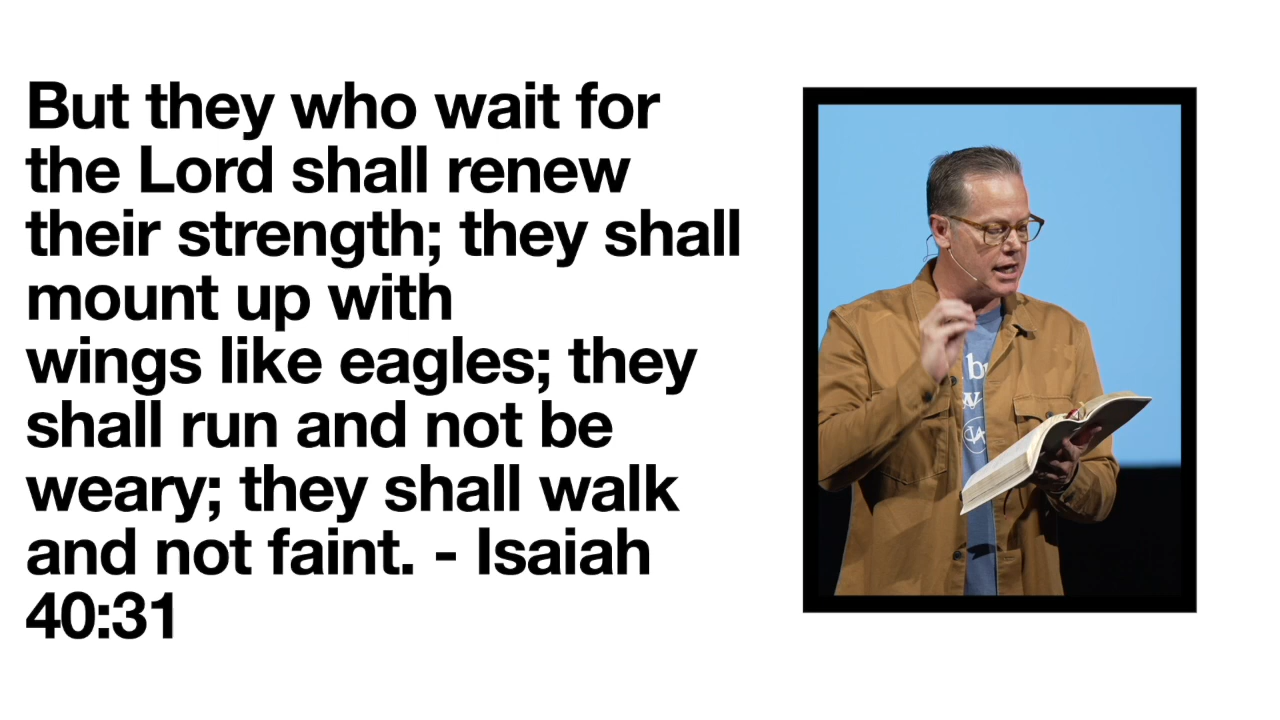 But they who wait for
the Lord shall renew
their strength; they shall
mount up with
wings like eagles; they
shall run and not be
weary; they shall walk
and not faint. - Isaiah
40:31